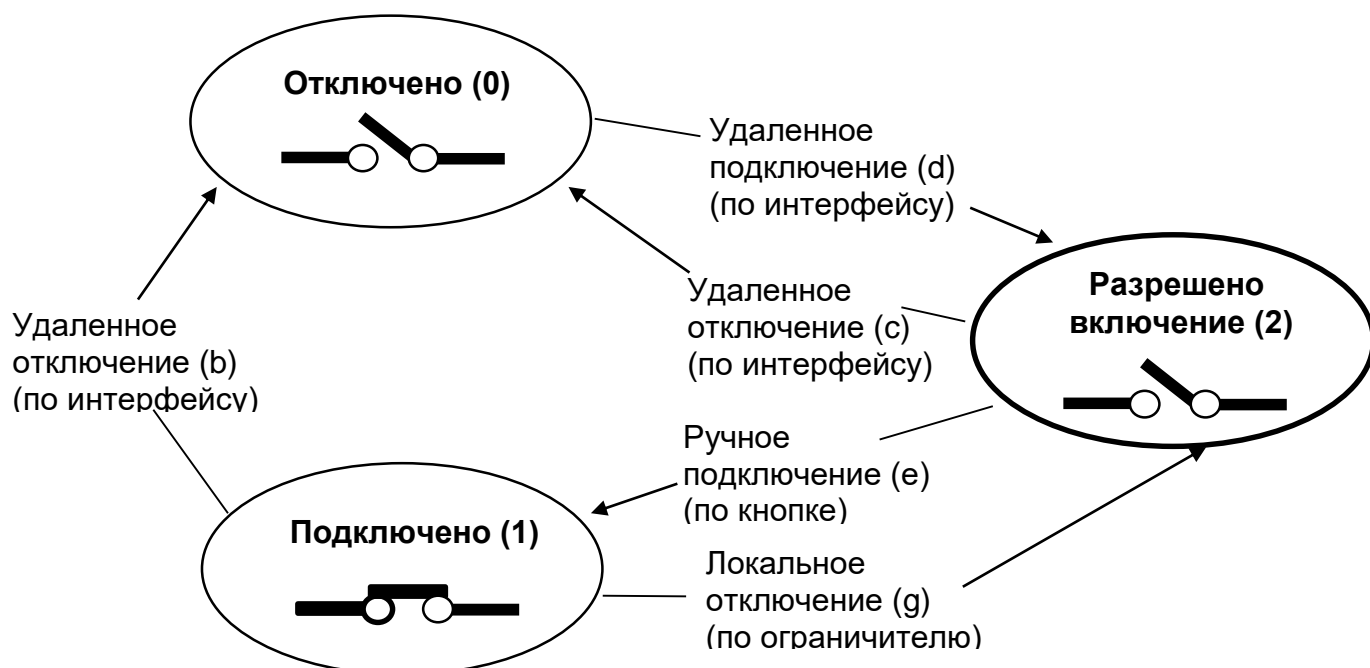 Отключено (0)
Удаленное
подключение (d)
(по интерфейсу)
Удаленное
отключение (c)
(по интерфейсу)
Разрешено
включение (2)
Удаленное
отключение (b)
(по интерфейсу)
Ручное
подключение (e)
(по кнопке)
Подключено (1)
Локальное
отключение (g)
(по ограничителю)